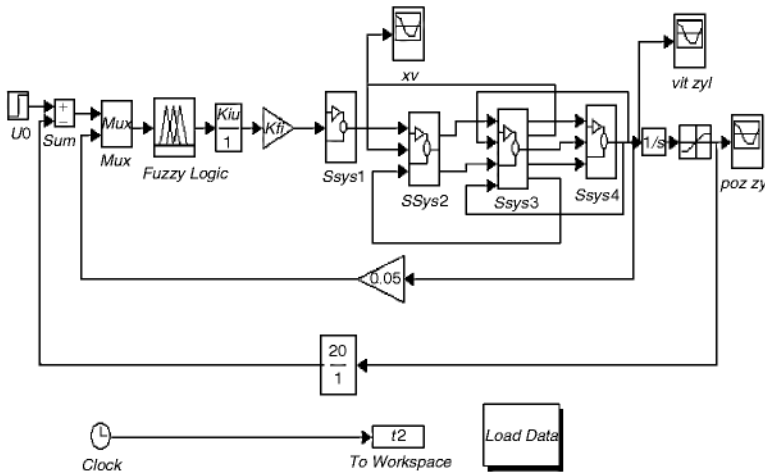 xv
vit zyl
U0
+
−
Sum
Mux
Mux
Fuzzy Logic
Kiu
1
Kfi
Ssys1
SSys2
Ssys3
Ssys4
1/s
poz zy
0.05
20
1
Clock
t2
To Workspace
Load Data